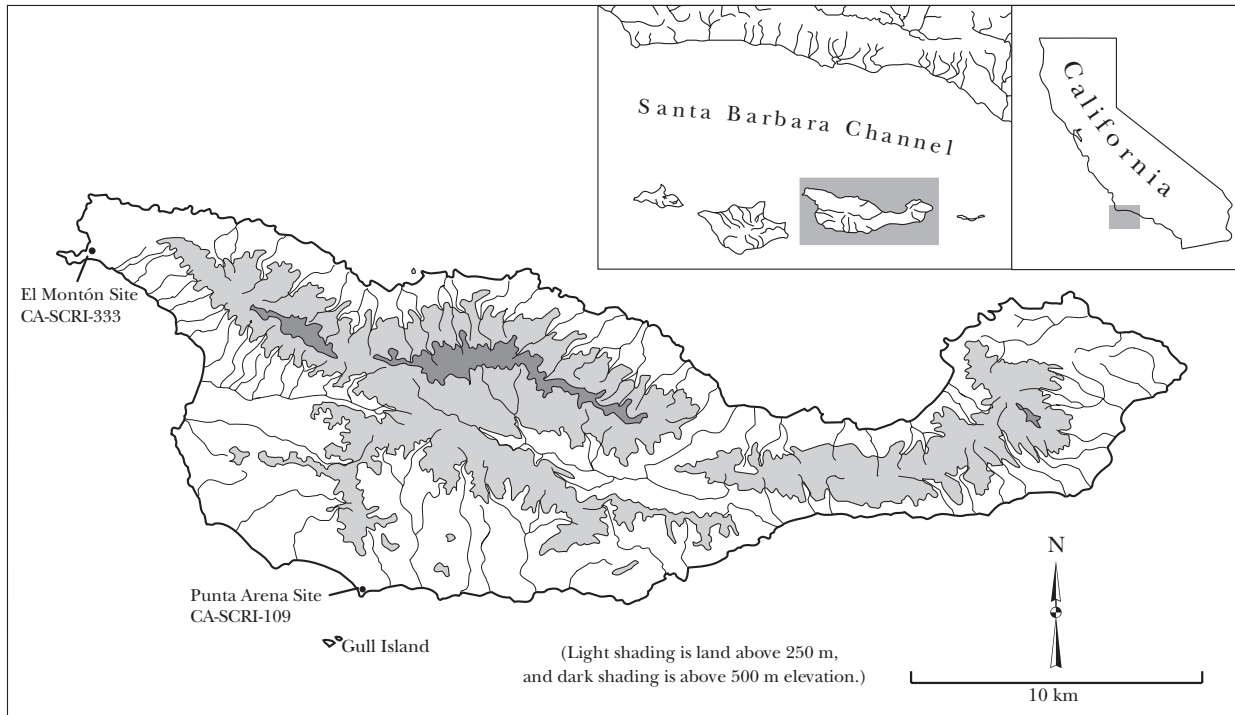 Santa Barbara Channel
California
El Montón Site
CA-SCRI-333
Punta Arena Site
CA-SCRI-109
Gull Island
(Light shading is land above 250 m,
and dark shading is above 500 m elevation.)
N
10 km